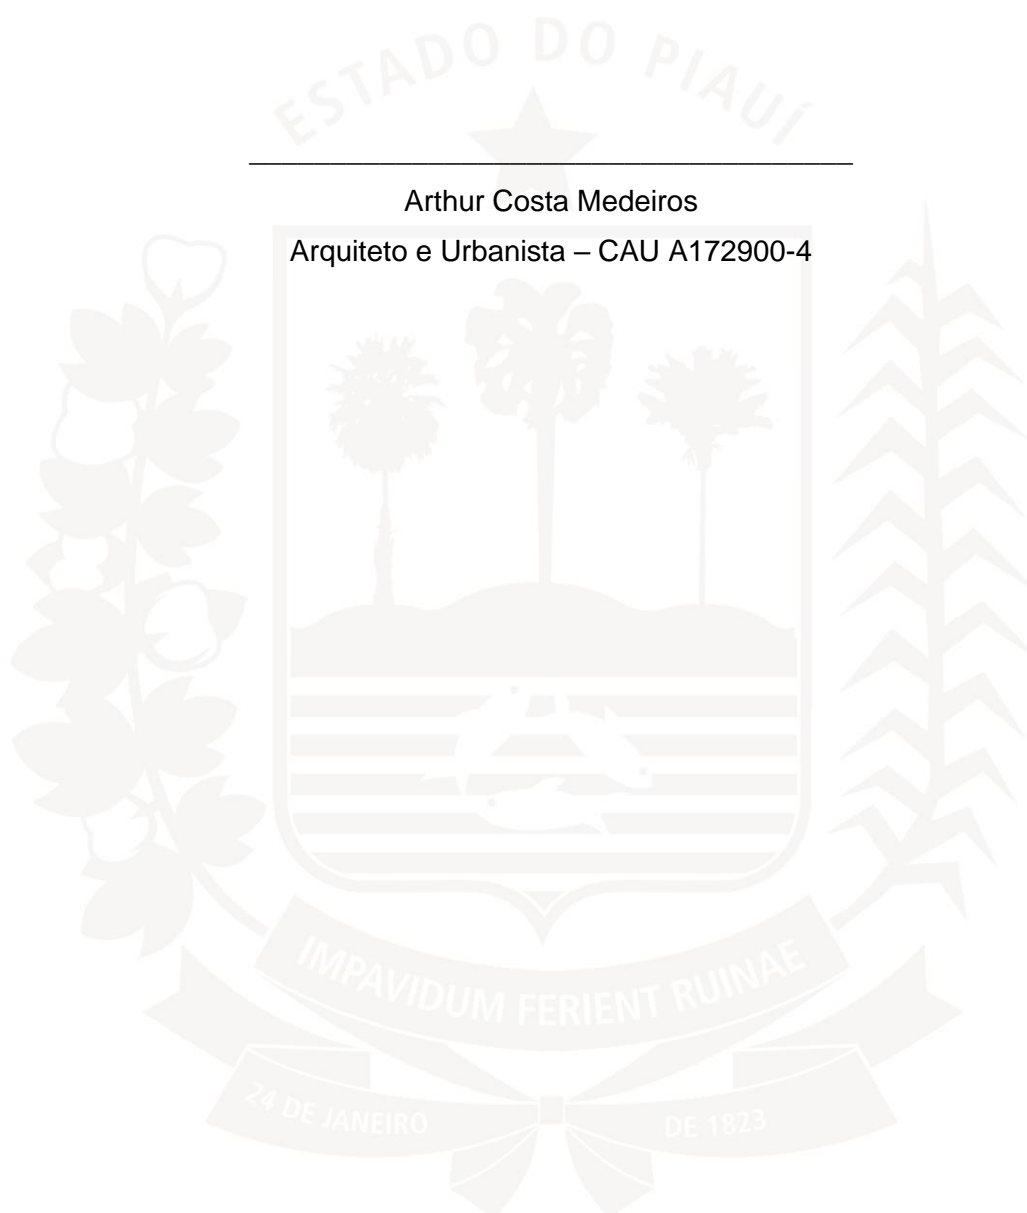 ESTADO DO PIAUÍ
Arthur Costa Medeiros
Arquiteto e Urbanista – CAU A172900-4
IMPAVIDUM FERIENT RUINAE
24 DE JANEIRO DE 1823